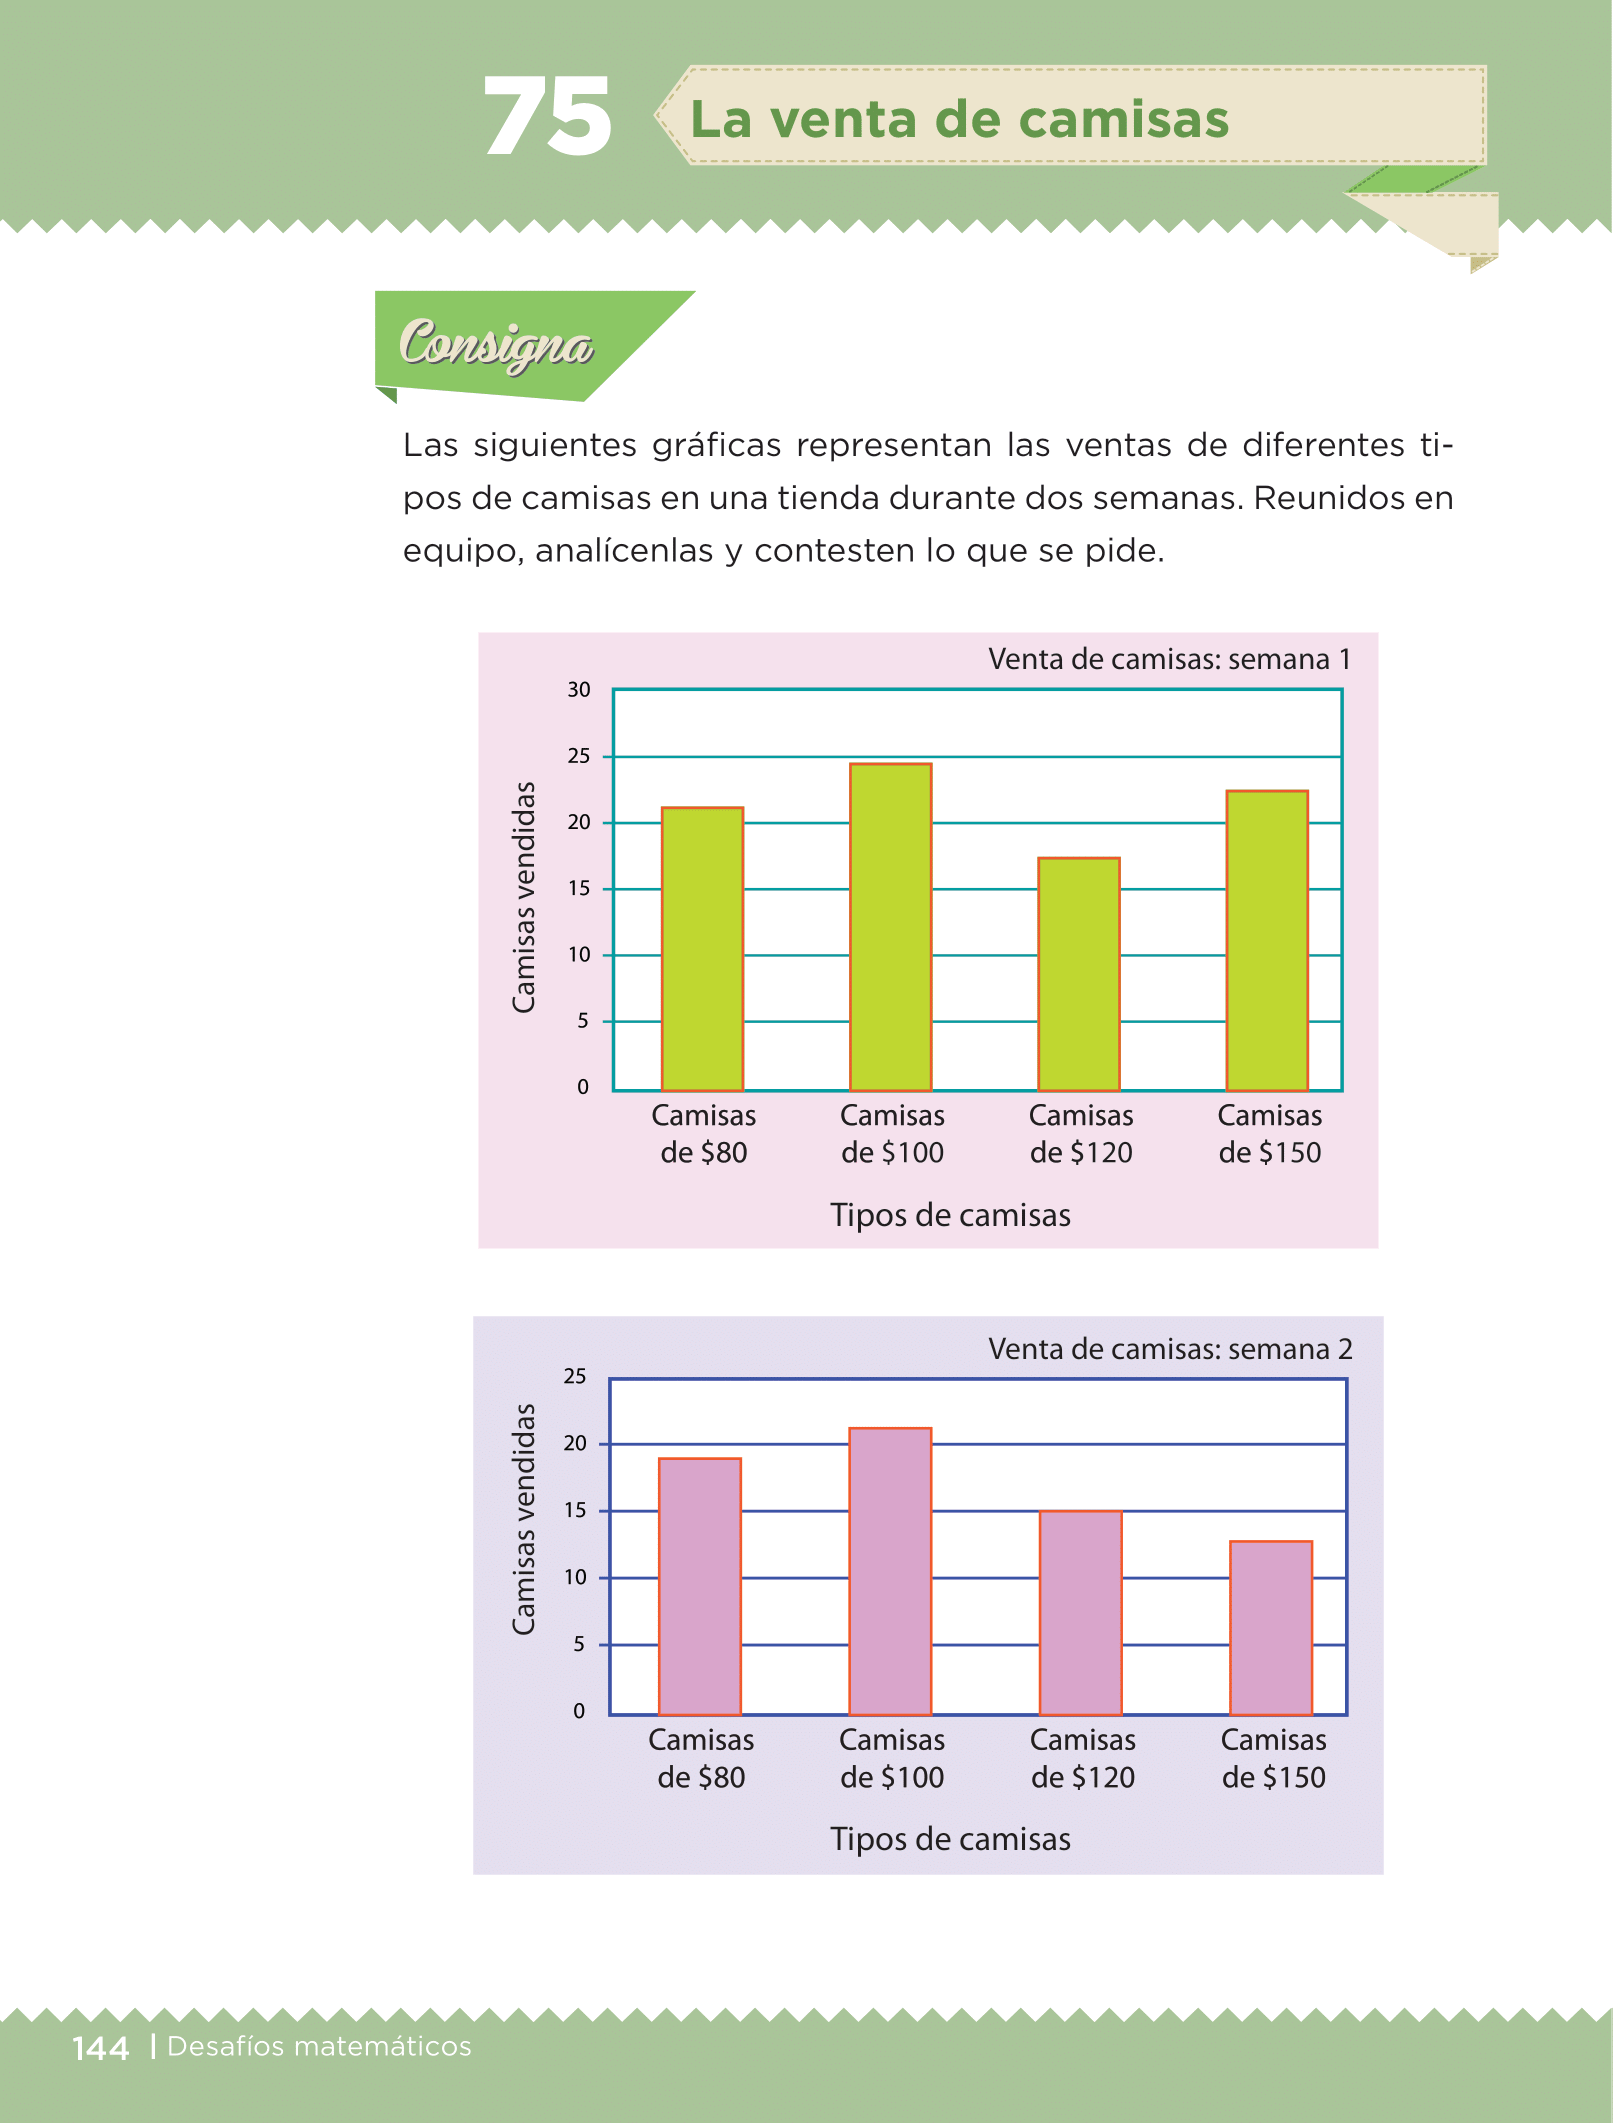 75
La venta de camisas
Consigna
Las siguientes gráficas representan las ventas de diferentes ti-
pos de camisas en una tienda durante dos semanas. Reunidos en
equipo, analícenlas y contesten lo que se pide.
Venta de camisas: semana 1
30
25
20
15
10
5
0
Camisas vendidas
Camisas Camisas Camisas Camisas
de $80 de $100 de $120 de $150
Tipos de camisas
Venta de camisas: semana 2
25
20
15
10
5
0
Camisas vendidas
Camisas Camisas Camisas Camisas
de $80 de $100 de $120 de $150
Tipos de camisas
144 | Desafíos matemáticos